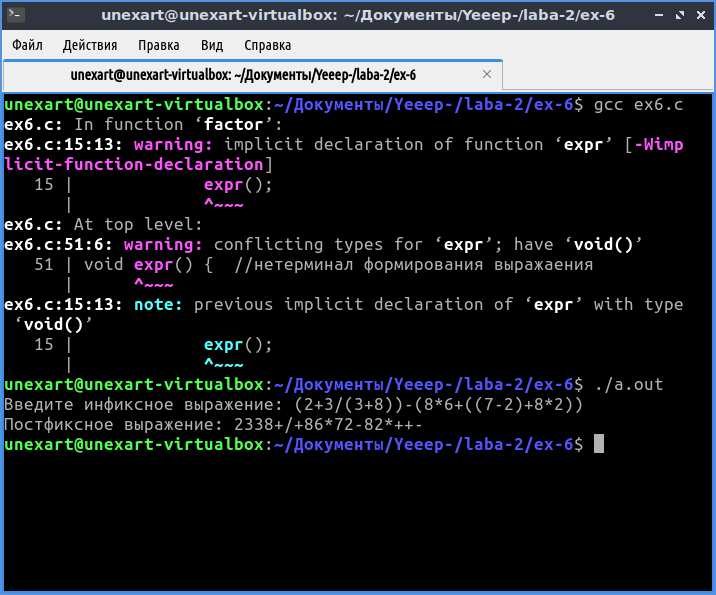 unexart@unexart-virtualbox: ~/Документы/Yeeep-/laba-2/ex-6
Файл Действия Правка Вид Справка
unexart@unexart-virtualbox: ~/Документы/Yeeep-/laba-2/ex-6
unexart@unexart-virtualbox:~/Документы/Yeeep-/laba-2/ex-6$ gcc ex6.c
ex6.c: In function ‘factor’:
ex6.c:15:13: warning: implicit declaration of function ‘expr’ [-Wimp
licit-function-declaration]
   15 |             expr();
      |             ^~~~
ex6.c: At top level:
ex6.c:51:6: warning: conflicting types for ‘expr’; have ‘void()’
   51 | void expr() {  //нетерминал формирования выражаения
      |      ^~~~
ex6.c:15:13: note: previous implicit declaration of ‘expr’ with type
 ‘void()’
   15 |             expr();
      |             ^~~~
unexart@unexart-virtualbox:~/Документы/Yeeep-/laba-2/ex-6$ ./a.out
Введите инфиксное выражение: (2+3/(3+8))-(8*6+((7-2)+8*2))
Постфиксное выражение: 2338+/+86*72-82*++-
unexart@unexart-virtualbox:~/Документы/Yeeep-/laba-2/ex-6$